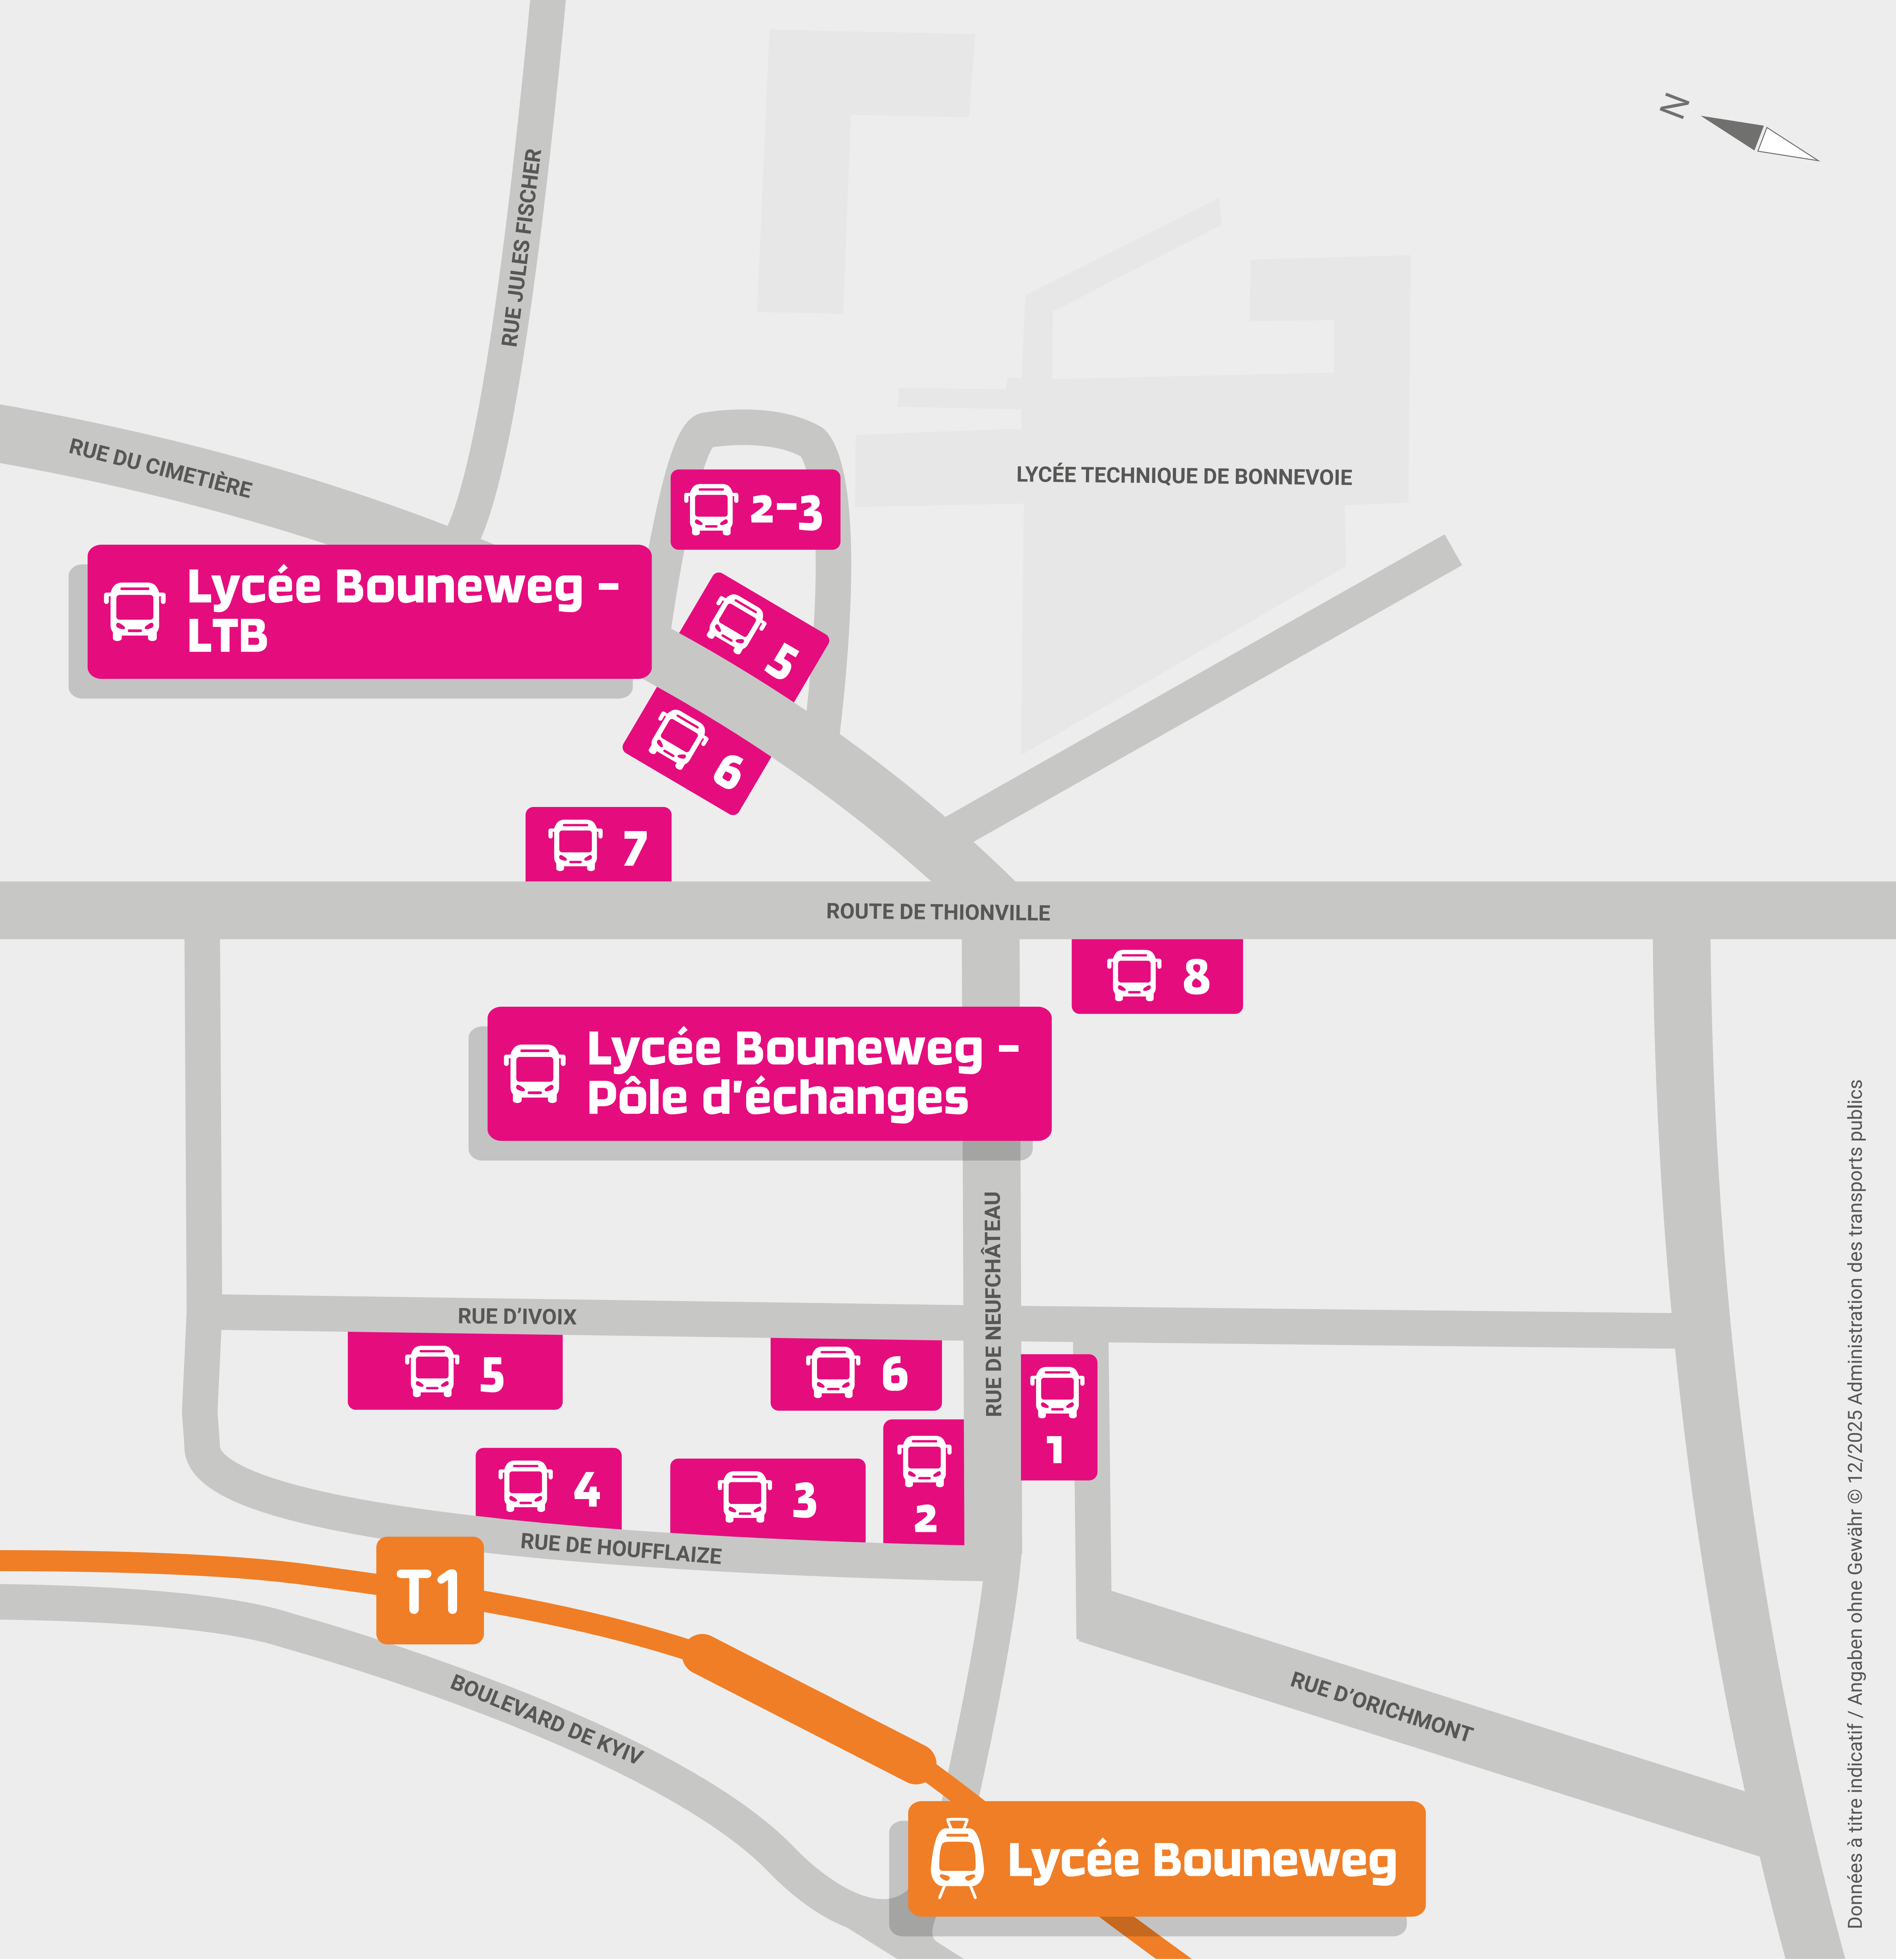 N
RUE JULES FISCHER
RUE DU CIMETIÈRE
LYCÉE TECHNIQUE DE BONNEVOIE
2-3
Lycée Bouneweg -
LTB
5
6
7
ROUTE DE THIONVILLE
8
Lycée Bouneweg -
Pôle d'échanges
RUE DE NEUFCHÂTEAU
RUE D'IVOIX
5
6
1
4
3
2
RUE DE HOUFFLAIZE
T1
BOULEVARD DE KYIV
RUE D'ORICHMONT
Lycée Bouneweg
Données à titre indicatif / Angaben ohne Gewähr © 12/2025 Administration des transports publics